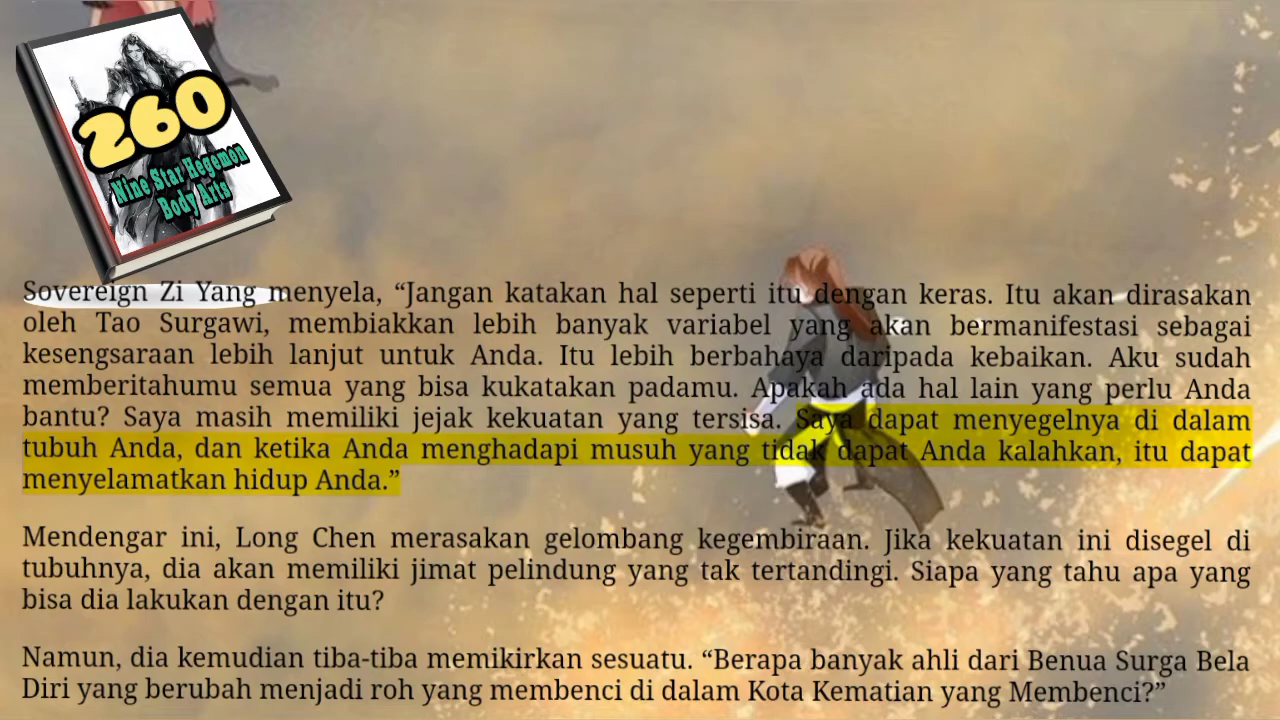 260
Nine Star Hegemon
Body Arts
Sovereign Zi Yang menyela, “Jangan katakan hal seperti itu dengan keras. Itu akan dirasakan
oleh Tao Surgawi, membiakkan lebih banyak variabel yang akan bermanifestasi sebagai
kesengsaraan lebih lanjut untuk Anda. Itu lebih berbahaya daripada kebaikan. Aku sudah
memberitahumu semua yang bisa kukatakan padamu. Apakah ada hal lain yang perlu Anda
bantu? Saya masih memiliki jejak kekuatan yang tersisa. Saya dapat menyegelnya di dalam
tubuh Anda, dan ketika Anda menghadapi musuh yang tidak dapat Anda kalahkan, itu dapat
menyelamatkan hidup Anda.”
Mendengar ini, Long Chen merasakan gelombang kegembiraan. Jika kekuatan ini disegel di
tubuhnya, dia akan memiliki jimat pelindung yang tak tertandingi. Siapa yang tahu apa yang
bisa dia lakukan dengan itu?
Namun, dia kemudian tiba-tiba memikirkan sesuatu. “Berapa banyak ahli dari Benua Surga Bela
Diri yang berubah menjadi roh yang membenci di dalam Kota Kematian yang Membenci?”